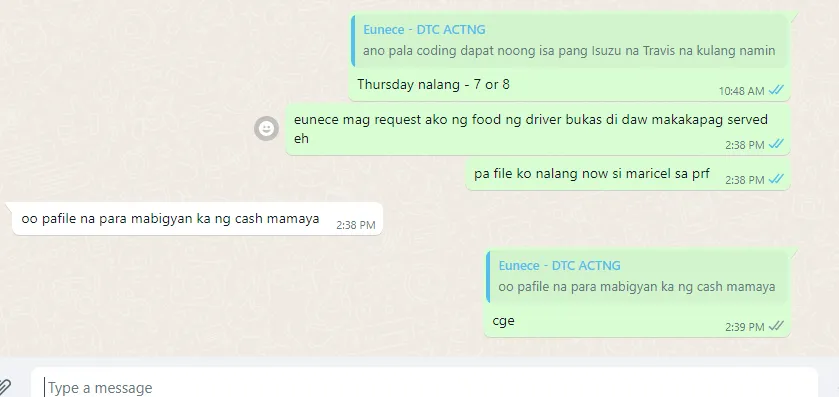 Eunece - DTC ACTNG
ano pala coding dapat noong isa pang Isuzu na Travis na kulang namin
Thursday nalang - 7 or 8
10:48 AM
eunece mag request ako ng food ng driver bukas di daw makakapag served
eh
2:38 PM
pa file ko nalang now si maricel sa prf
2:38 PM
oo pafile na para mabigyan ka ng cash mamaya
2:38 PM
Eunece - DTC ACTNG
oo pafile na para mabigyan ka ng cash mamaya
cge
2:39 PM
Type a message